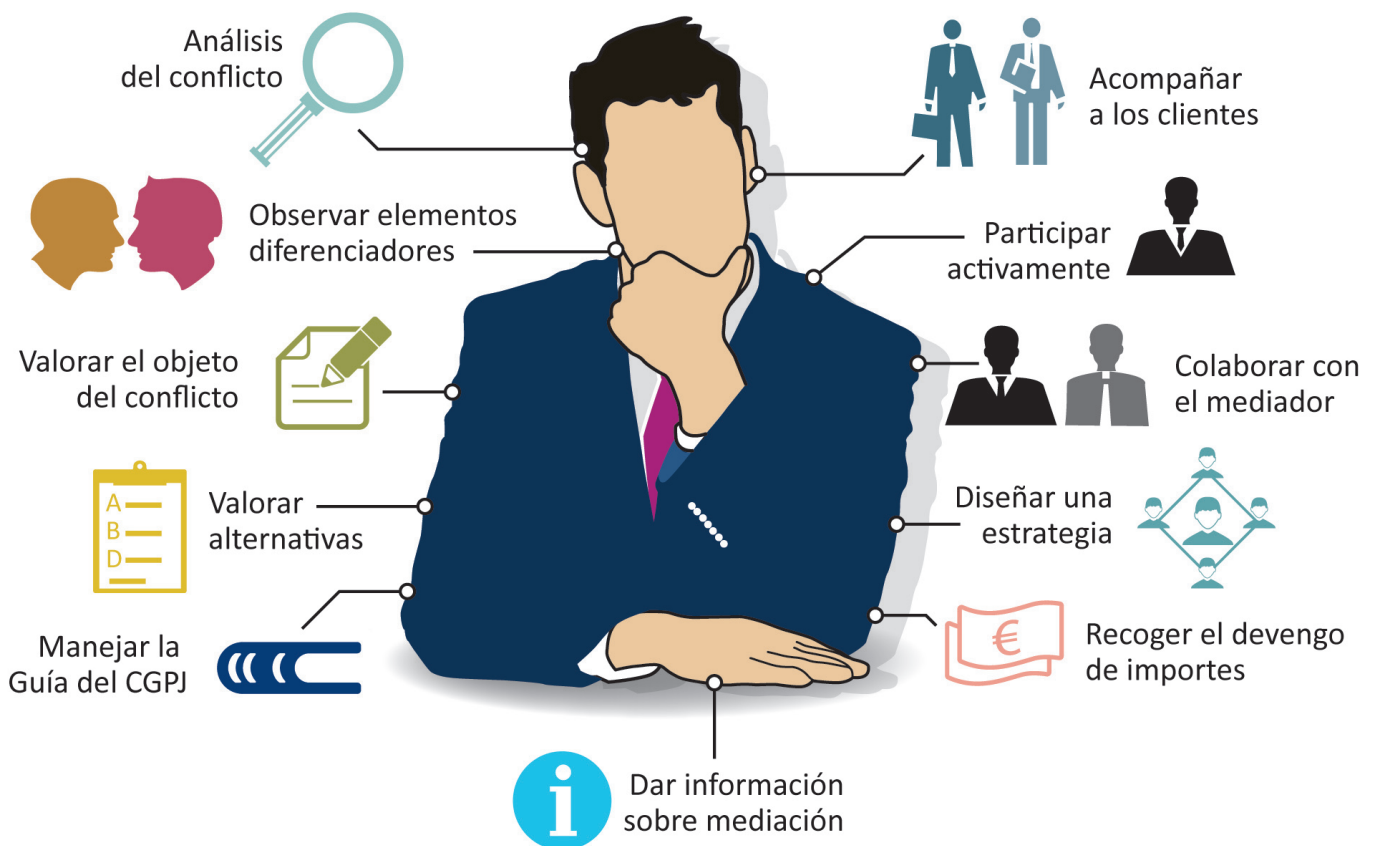 Análisis
del conflicto
Acompañar
a los clientes
Observar elementos
diferenciadores
Participar
activamente
Valorar el objeto
del conflicto
Colaborar con
el mediador
A
B
D
Valorar
alternativas
Diseñar una
estrategia
Manejar la
Guía del CGPJ
€
Recoger el devengo
de importes
i
Dar información
sobre mediación